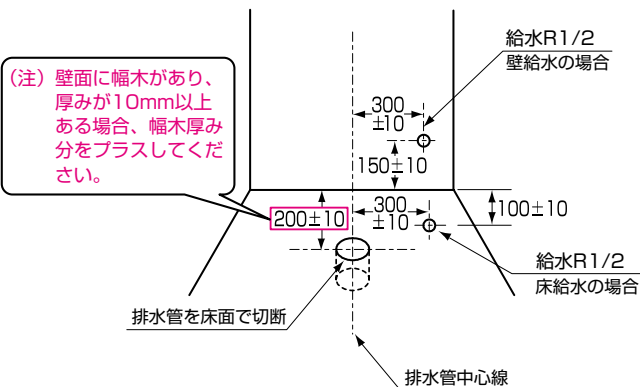 （注）壁面に幅木があり、
厚みが10mm以上
ある場合、幅木厚み
分をプラスしてくだ
さい。
給水R1/2
壁給水の場合
300
±10
150±10
200±10
300
±10
100±10
給水R1/2
床給水の場合
排水管を床面で切断
排水管中心線